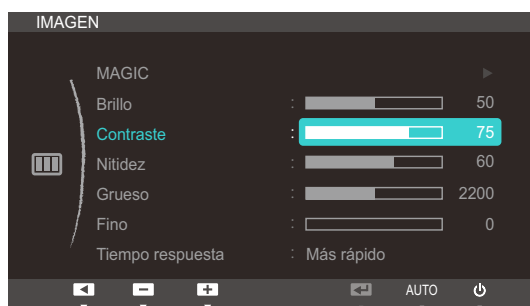 IMAGEN
MAGIC
Brillo : 50
Contraste : 75
Nitidez : 60
Grueso : 2200
Fino : 0
Tiempo respuesta : Más rápido
AUTO